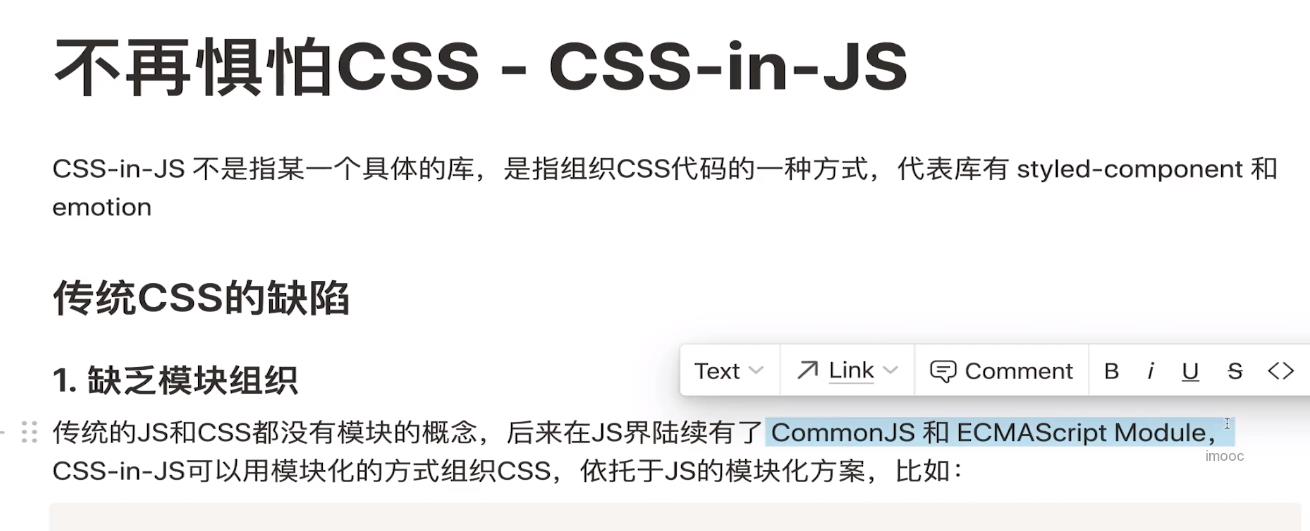 不再惧怕CSS - CSS-in-JS
CSS-in-JS 不是指某一个具体的库，是指组织CSS代码的一种方式，代表库有 styled-component 和
emotion
传统CSS的缺陷
Text Link Comment B i U S <>
1. 缺乏模块组织
传统的JS和CSS都没有模块的概念，后来在JS界陆续有了 CommonJS 和 ECMAScript Module，
imooc
CSS-in-JS可以用模块化的方式组织CSS，依托于JS的模块化方案，比如：